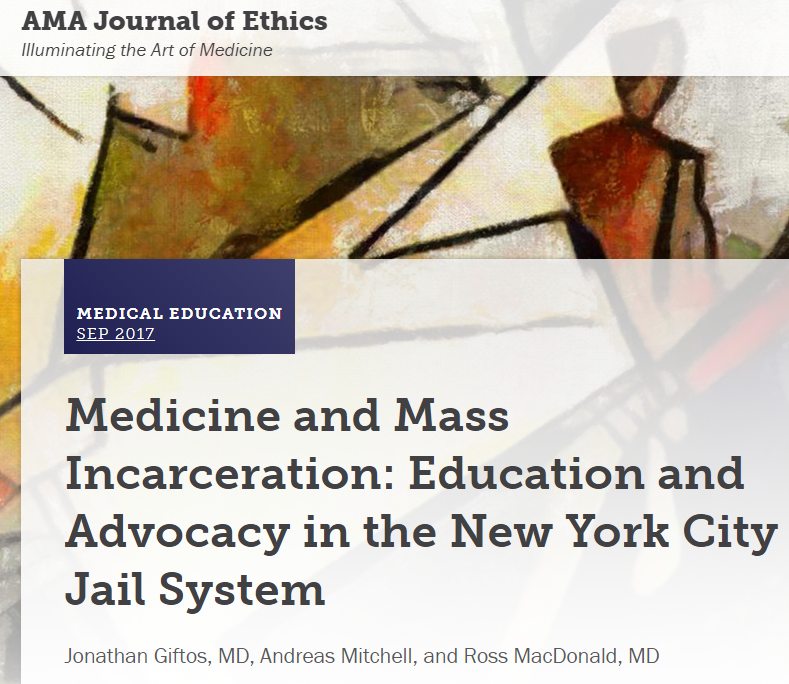 AMA Journal of Ethics
Illuminating the Art of Medicine
MEDICAL EDUCATION
SEP 2017
Medicine and Mass
Incarceration: Education and
Advocacy in the New York City
Jail System
Jonathan Giftos, MD, Andreas Mitchell, and Ross MacDonald, MD